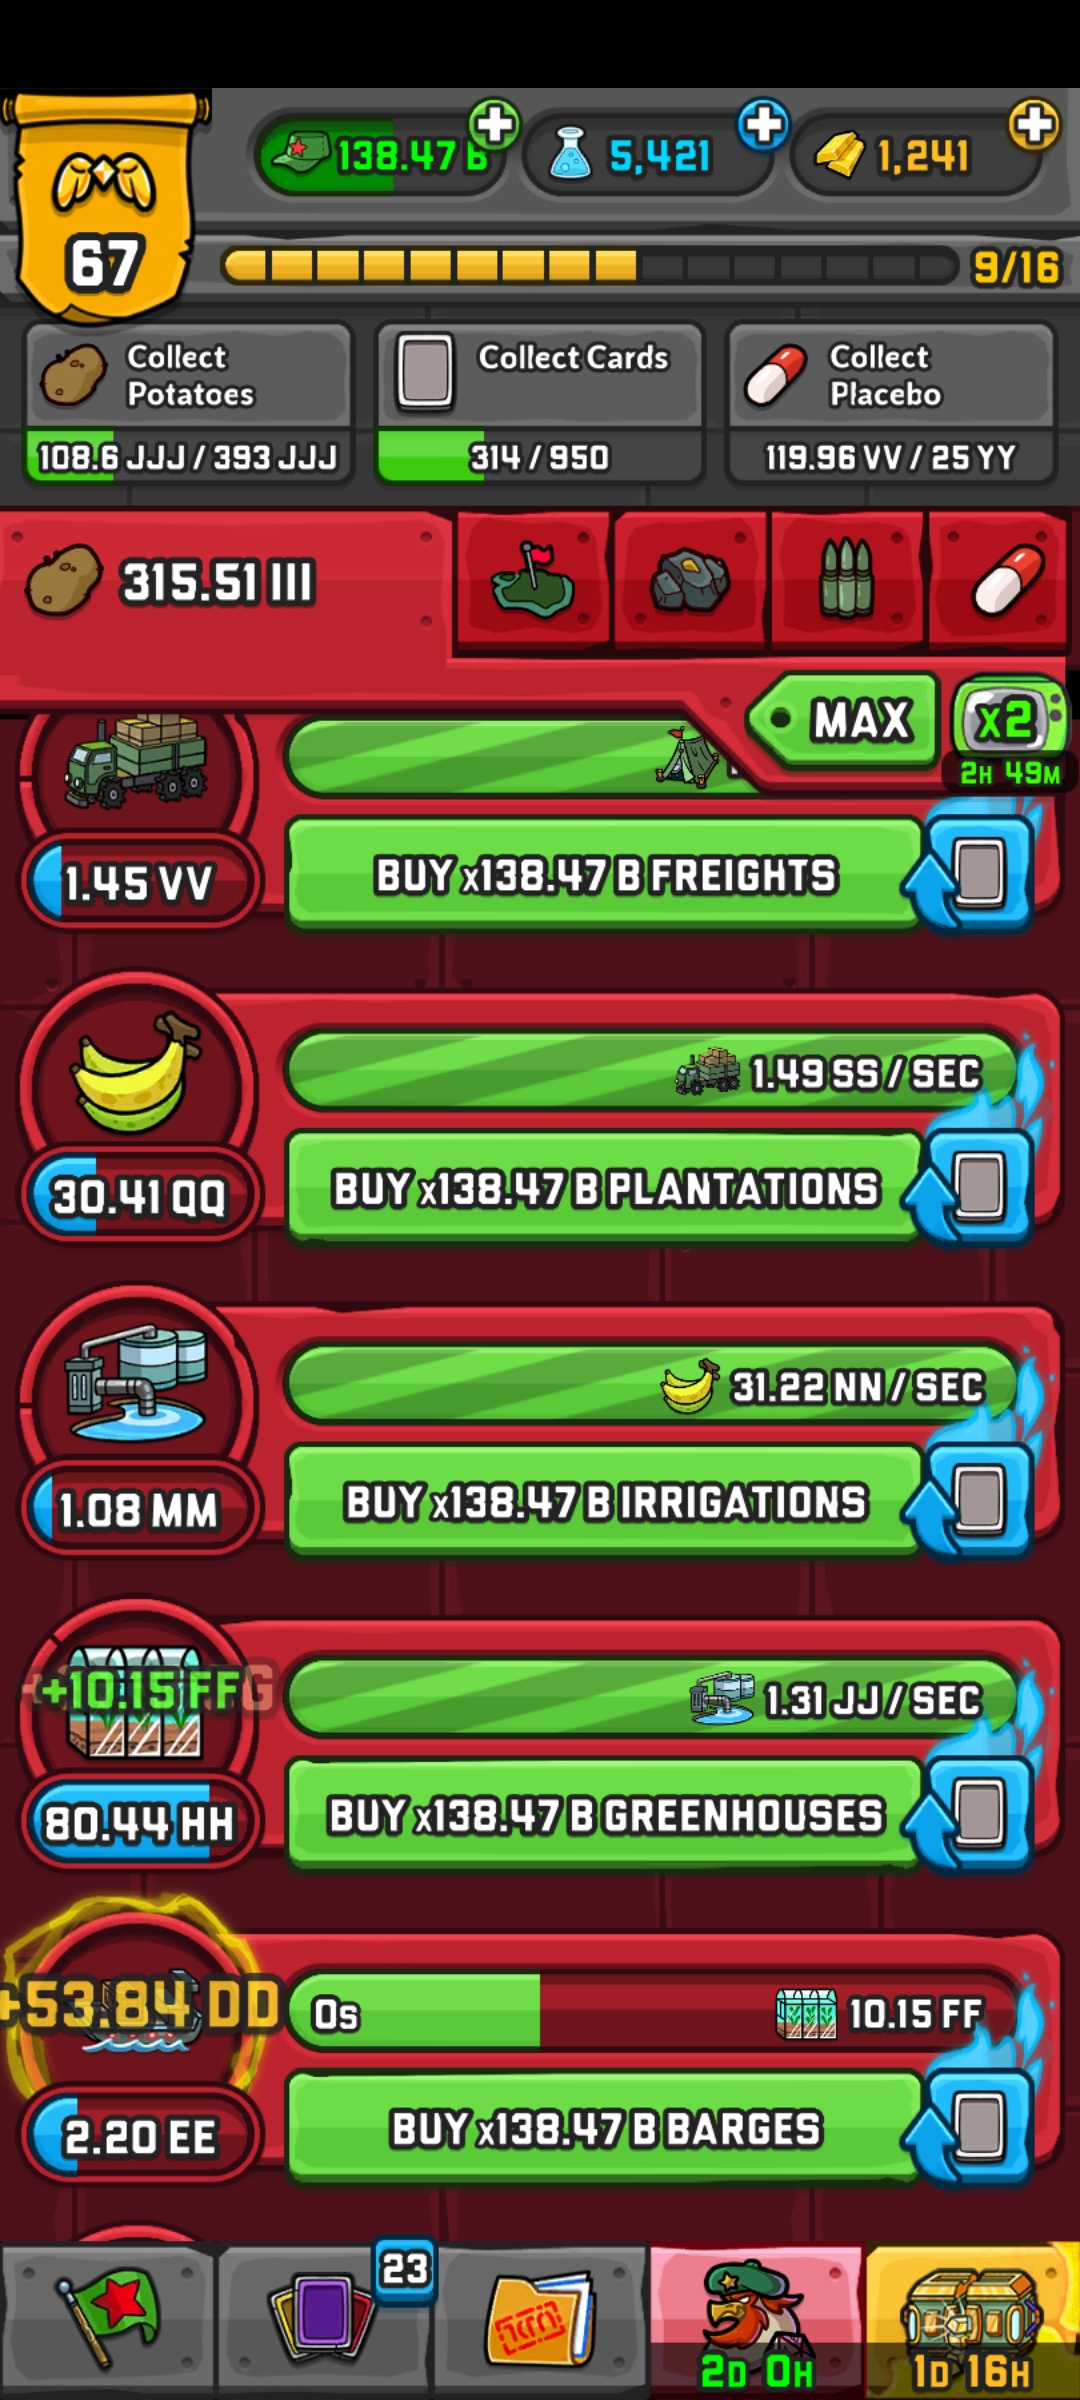 67
138.47 B
5,421
1,241
9/16
Collect Potatoes
108.6 JJJ / 393 JJJ
Collect Cards
314 / 950
Collect Placebo
119.96 VV / 25 YY
315.51 III
MAX
x2
2H 49M
1.45 VV
BUY x138.47 B FREIGHTS
1.49 SS / SEC
30.41 QQ
BUY x138.47 B PLANTATIONS
31.22 NN / SEC
1.08 MM
BUY x138.47 B IRRIGATIONS
+10.15 FF
1.31 JJ / SEC
80.44 HH
BUY x138.47 B GREENHOUSES
+53.84 DD
0s
10.15 FF
2.20 EE
BUY x138.47 B BARGES
23
2D 0H
1D 16H